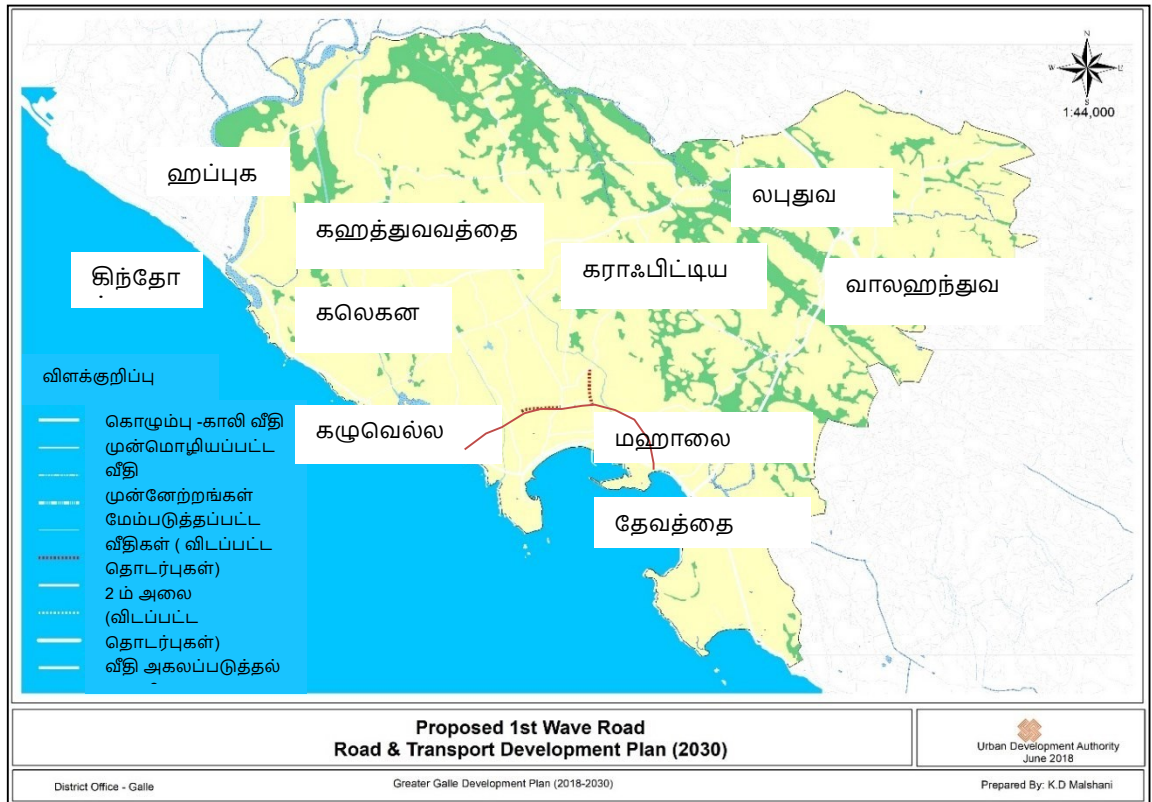 N
W
E
S
1:44,000
ஹப்புக
லபுதுவ
கஹத்துவவத்தை
கராஃபிட்டிய
கிந்தோ
வாலஹந்துவ
கலெகன
விளக்குறிப்பு
கொழும்பு -காலி வீதி
முன்மொழியப்பட்ட
வீதி
முன்னேற்றங்கள்
மேம்படுத்தப்பட்ட
வீதிகள் ( விடப்பட்ட
தொடர்புகள்)
2 ம் அலை
(விடப்பட்ட
தொடர்புகள்)
வீதி அகலப்படுத்தல்
கழுவெல்ல
மஹாலை
தேவத்தை
Proposed 1st Wave Road
Road & Transport Development Plan (2030)
Urban Development Authority
June 2018
District Office - Galle
Greater Galle Development Plan (2018-2030)
Prepared By: K.D Malshani